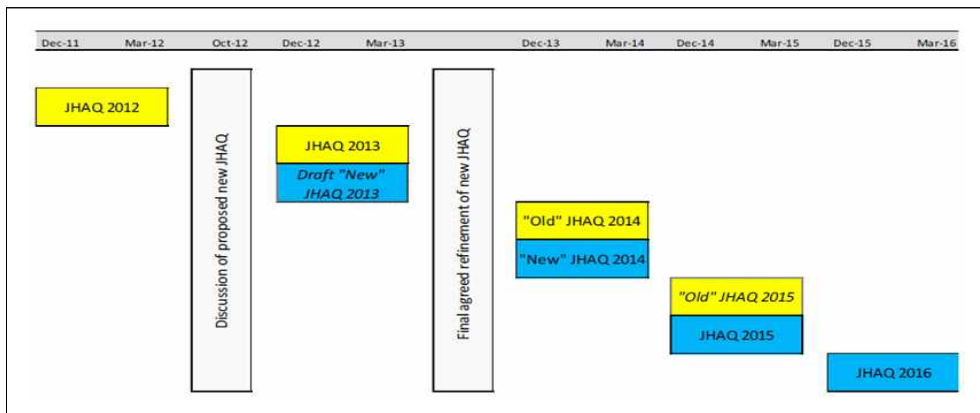 Dec-11 Mar-12 Oct-12 Dec-12 Mar-13 Dec-13 Mar-14 Dec-14 Mar-15 Dec-15 Mar-16
JHAQ 2012
Discussion of proposed new JHAQ
JHAQ 2013
Draft "New"
JHAQ 2013
Final agreed refinement of new JHAQ
"Old" JHAQ 2014
"New" JHAQ 2014
"Old" JHAQ 2015
JHAQ 2015
JHAQ 2016